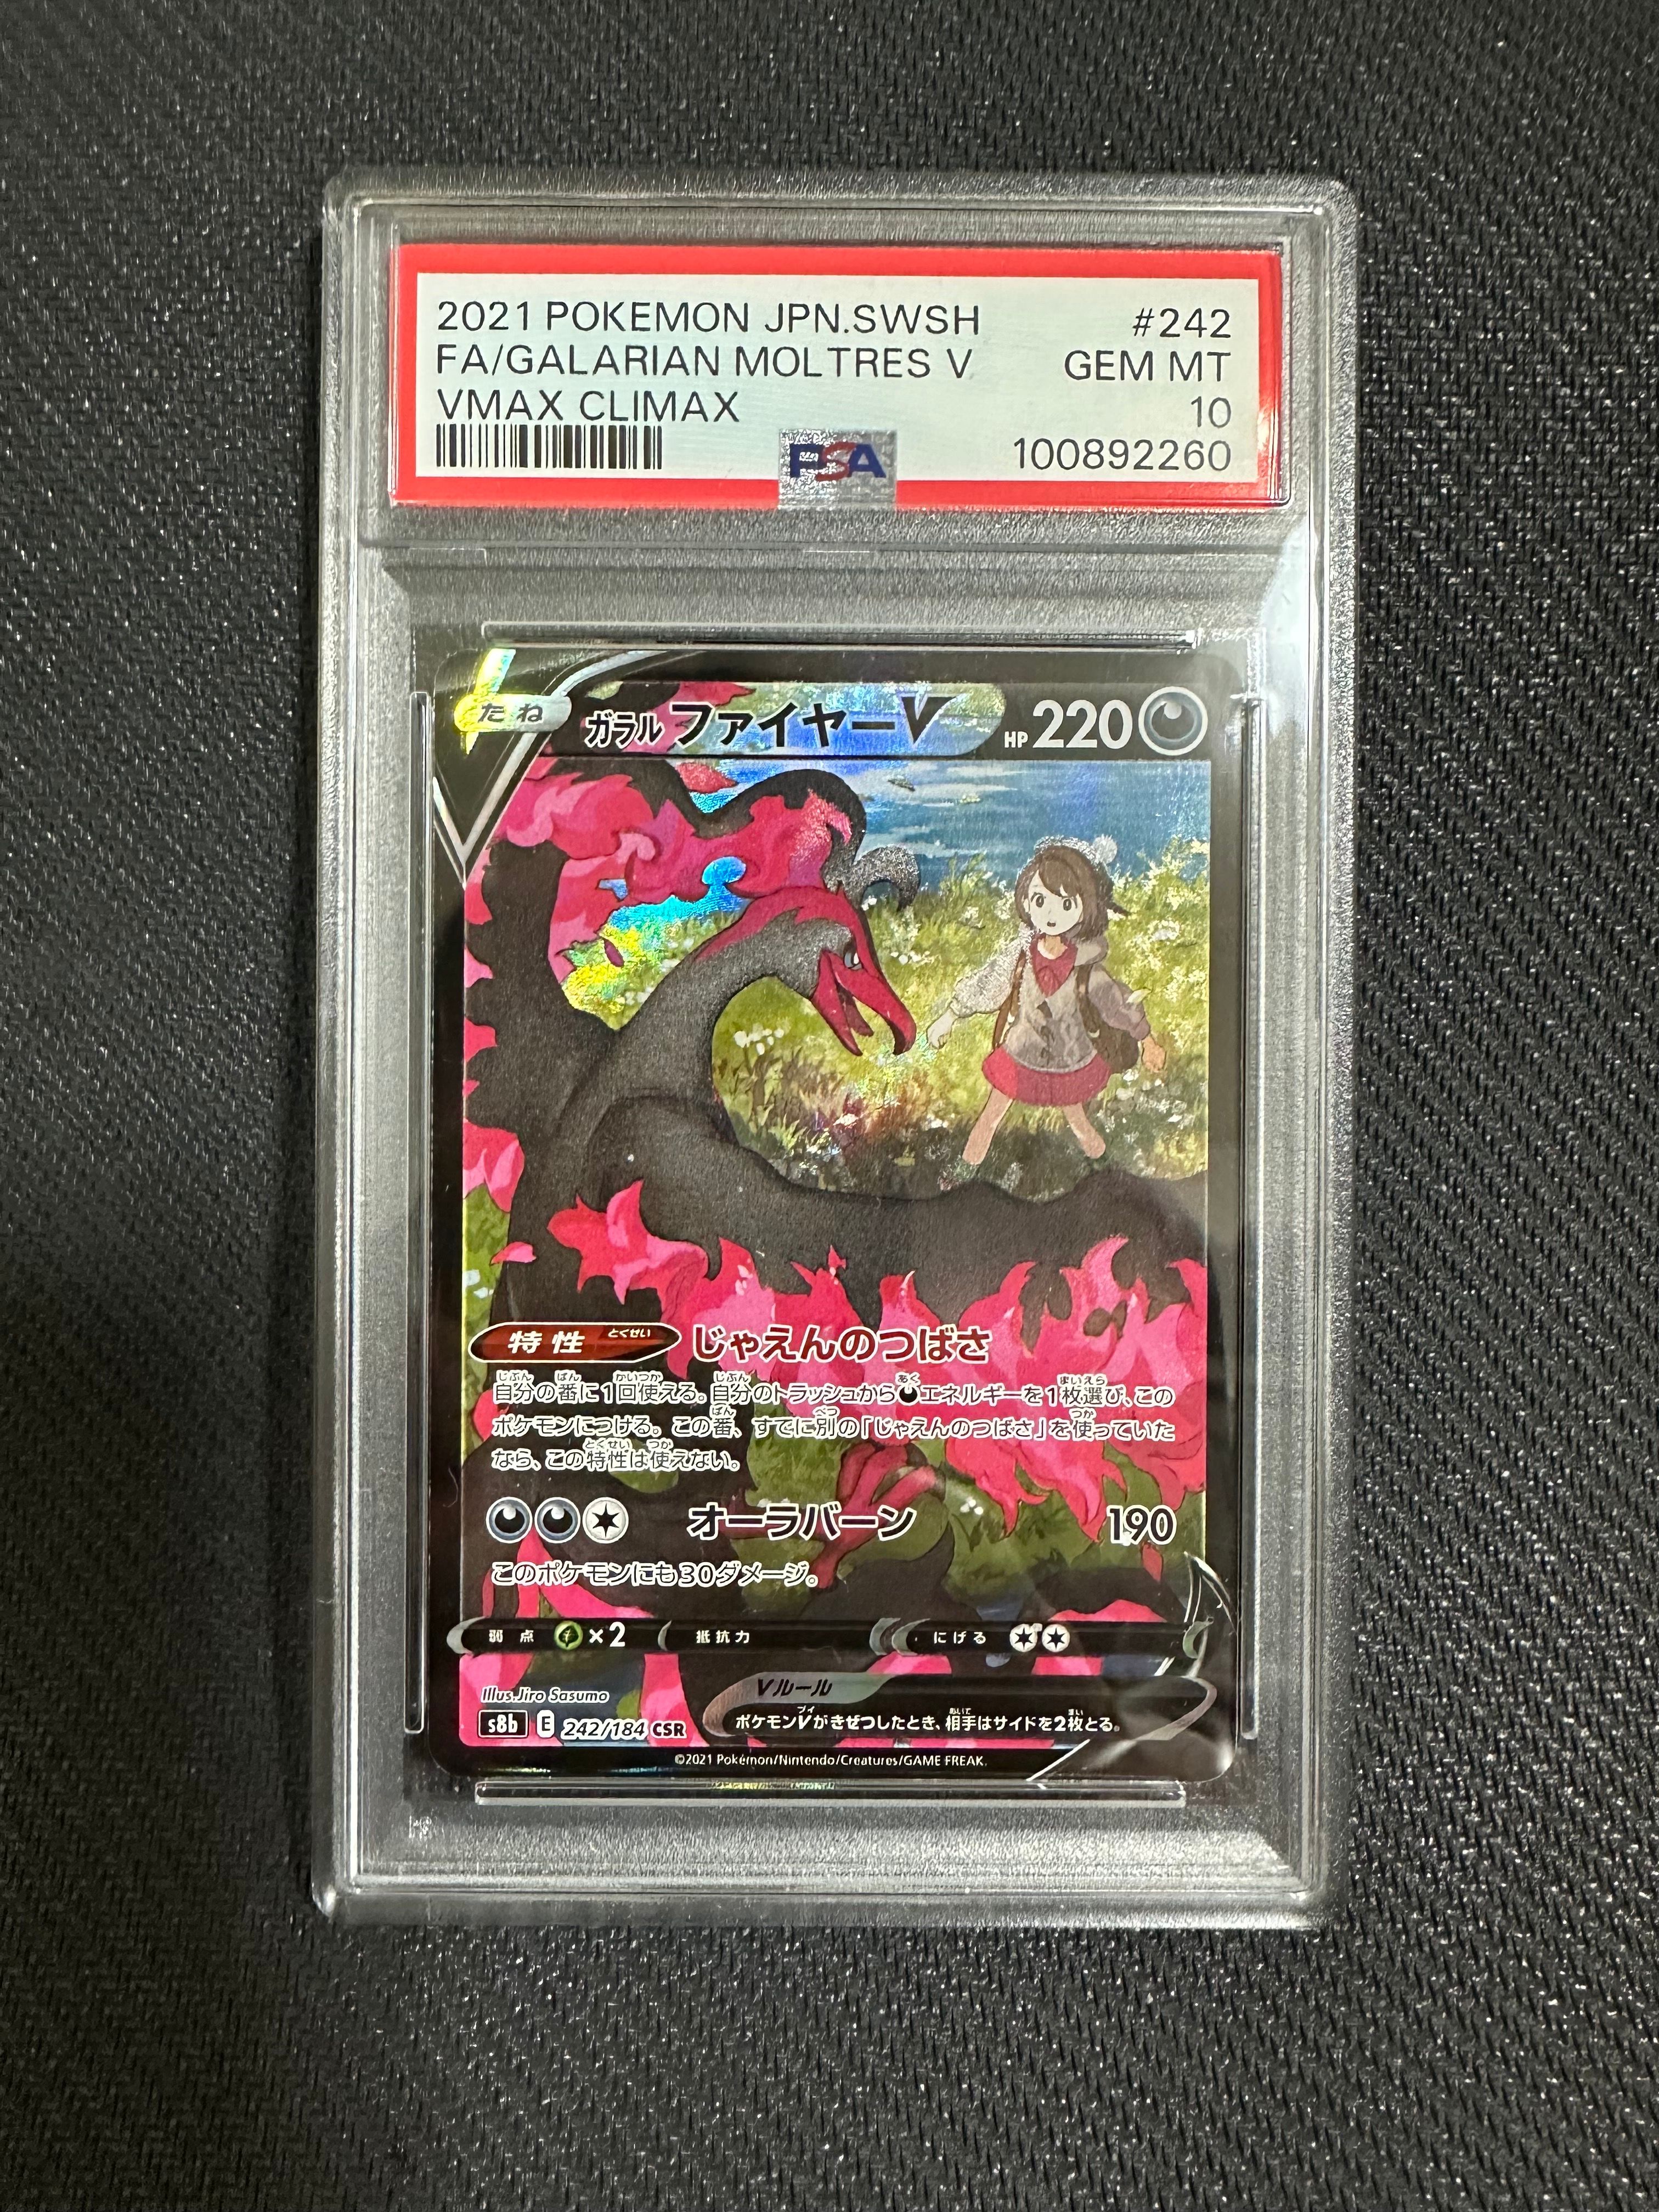 2021 POKEMON JPN.SWSH #242
FA/GALARIAN MOLTRES V GEM MT
VMAX CLIMAX 10
PSA 100892260
たね ガラル ファイヤーV HP 220
特性 とくせい じゃえんのつばさ
自分の番に1回使える。自分のトラッシュからエネルギーを1枚選び、この
ポケモンにつける。この番、すでに別の「じゃえんのつばさ」を使っていた
なら、この特性は使えない。
オーラバーン 190
このポケモンにも30ダメージ。
弱点 ×2 抵抗力 にげる
Illus.Jiro Sasumo
Vルール
s8b E 242/184 CSR ポケモンVがきぜつしたとき、相手はサイドを2枚とる。
©2021 Pokémon/Nintendo/Creatures/GAME FREAK.